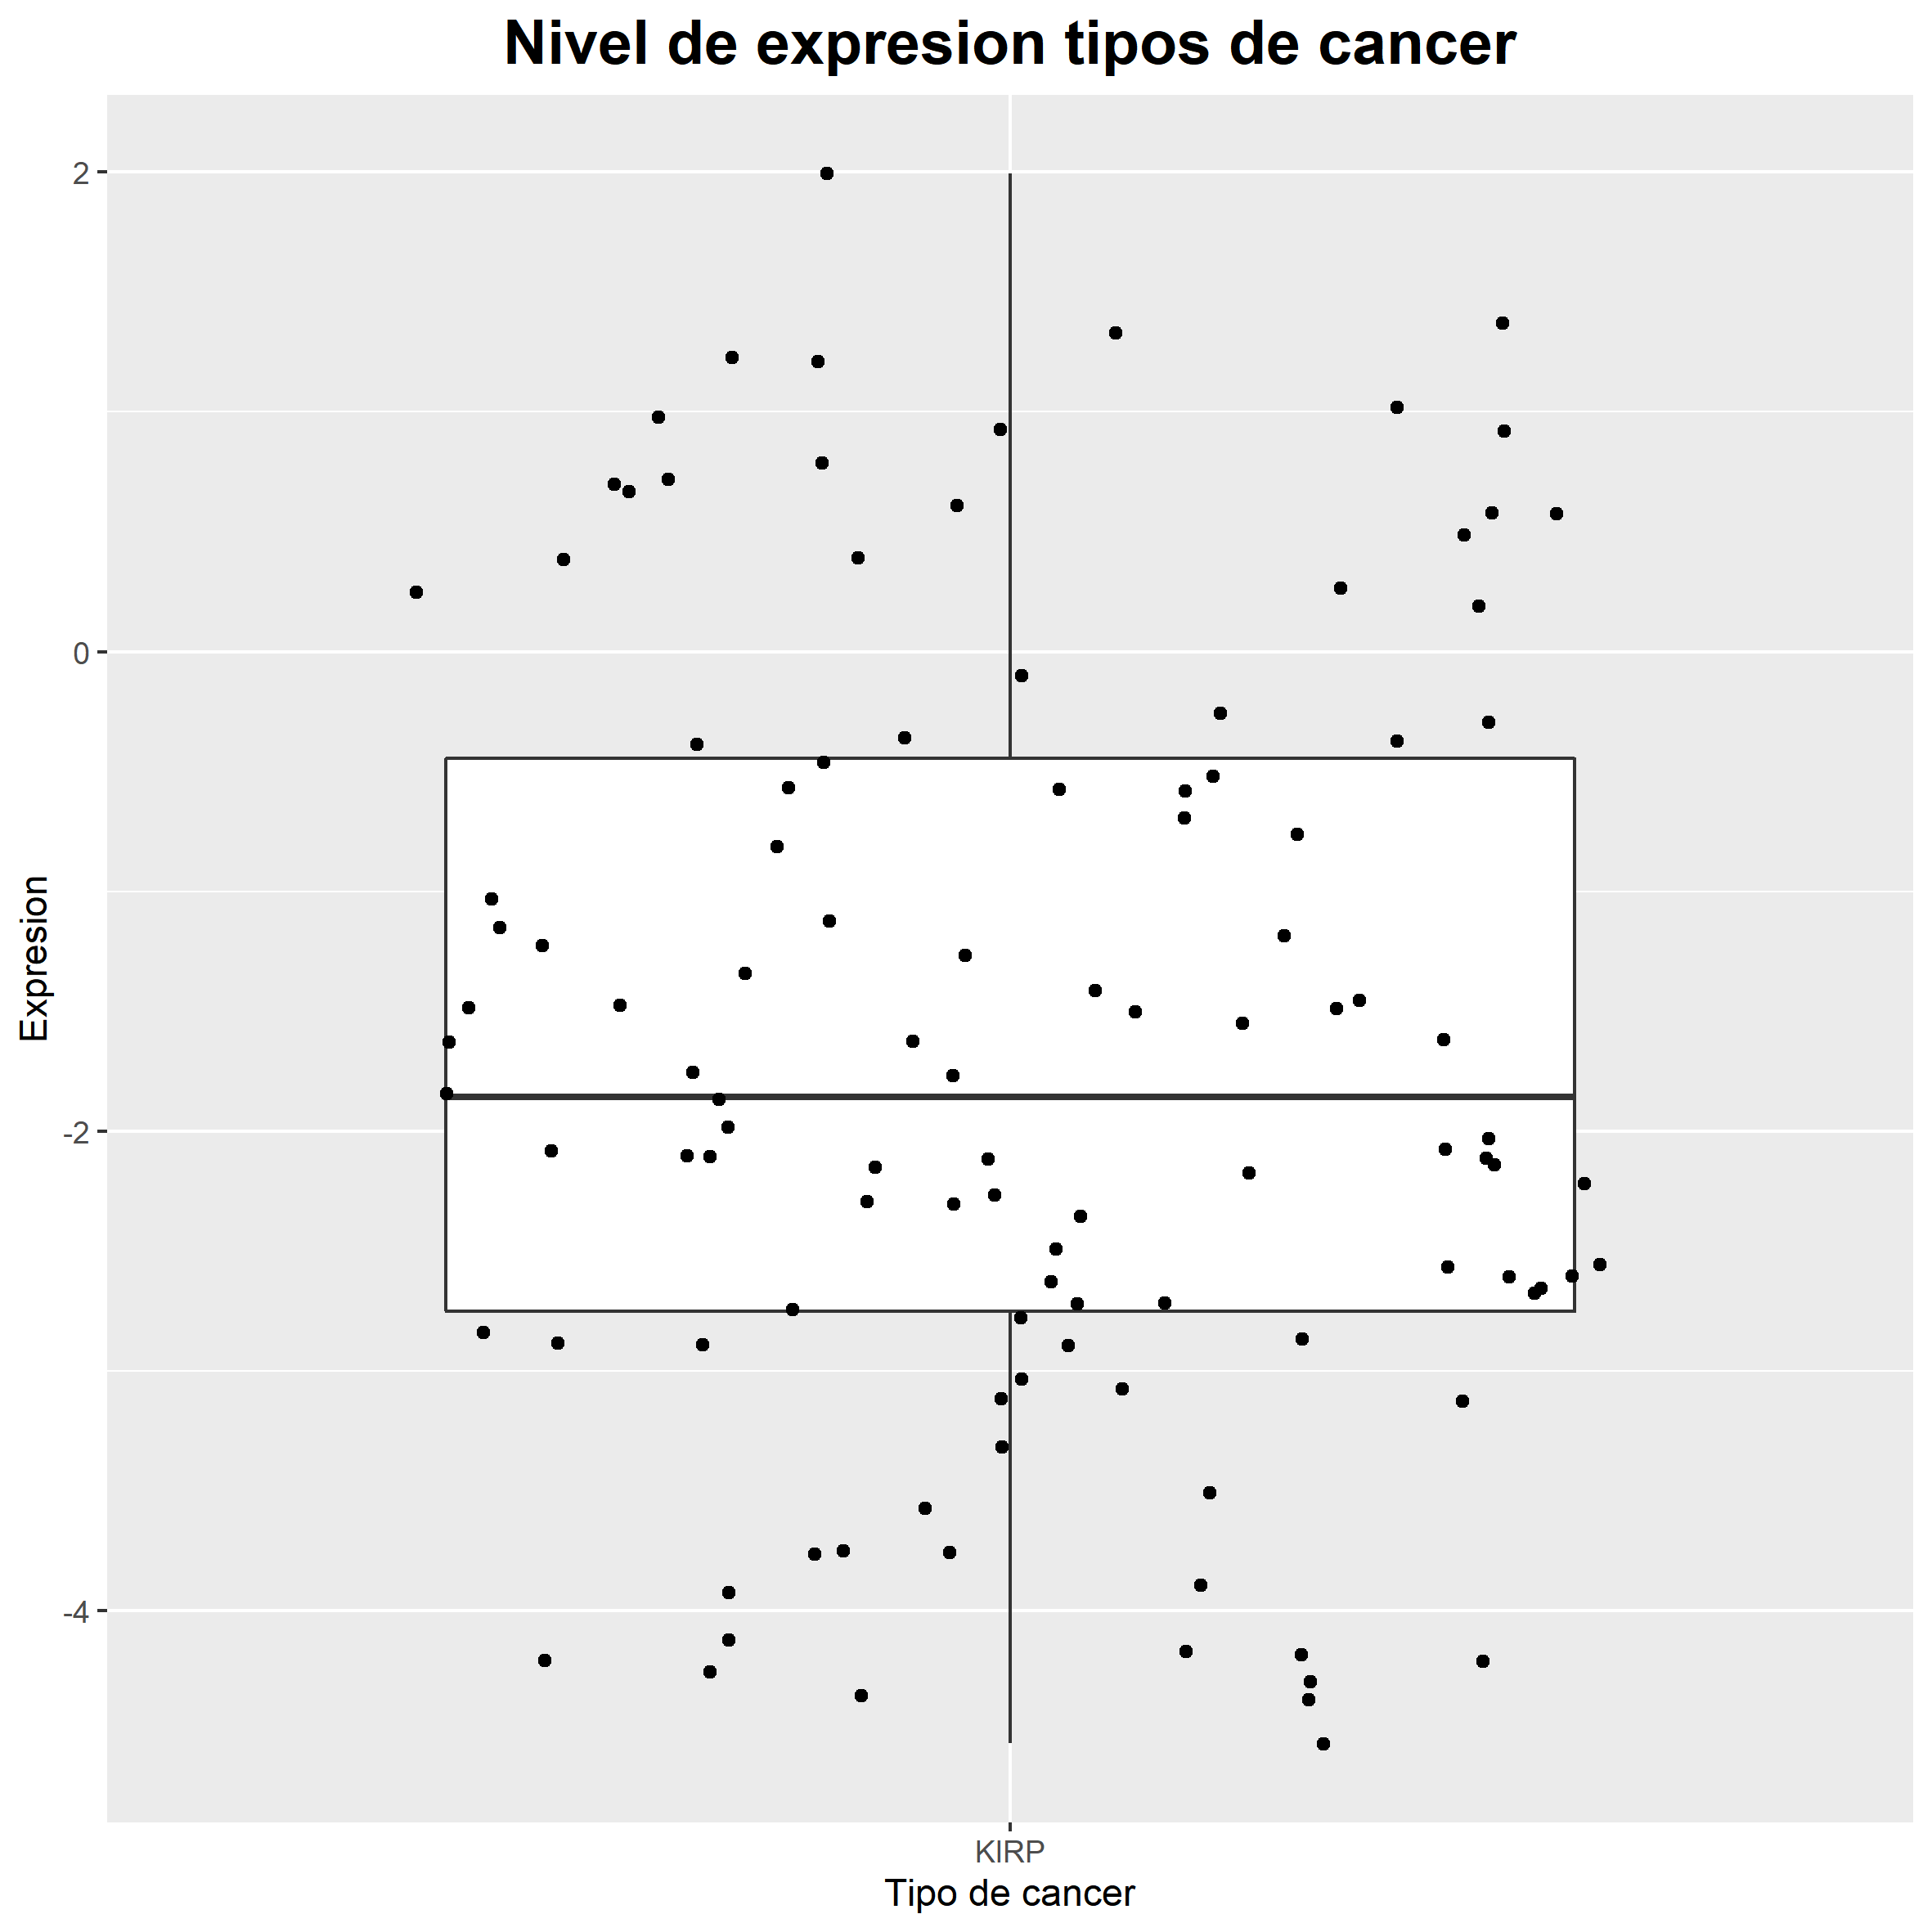 Nivel de expresion tipos de cancer
2
0
-2
-4
Expresion
KIRP
Tipo de cancer